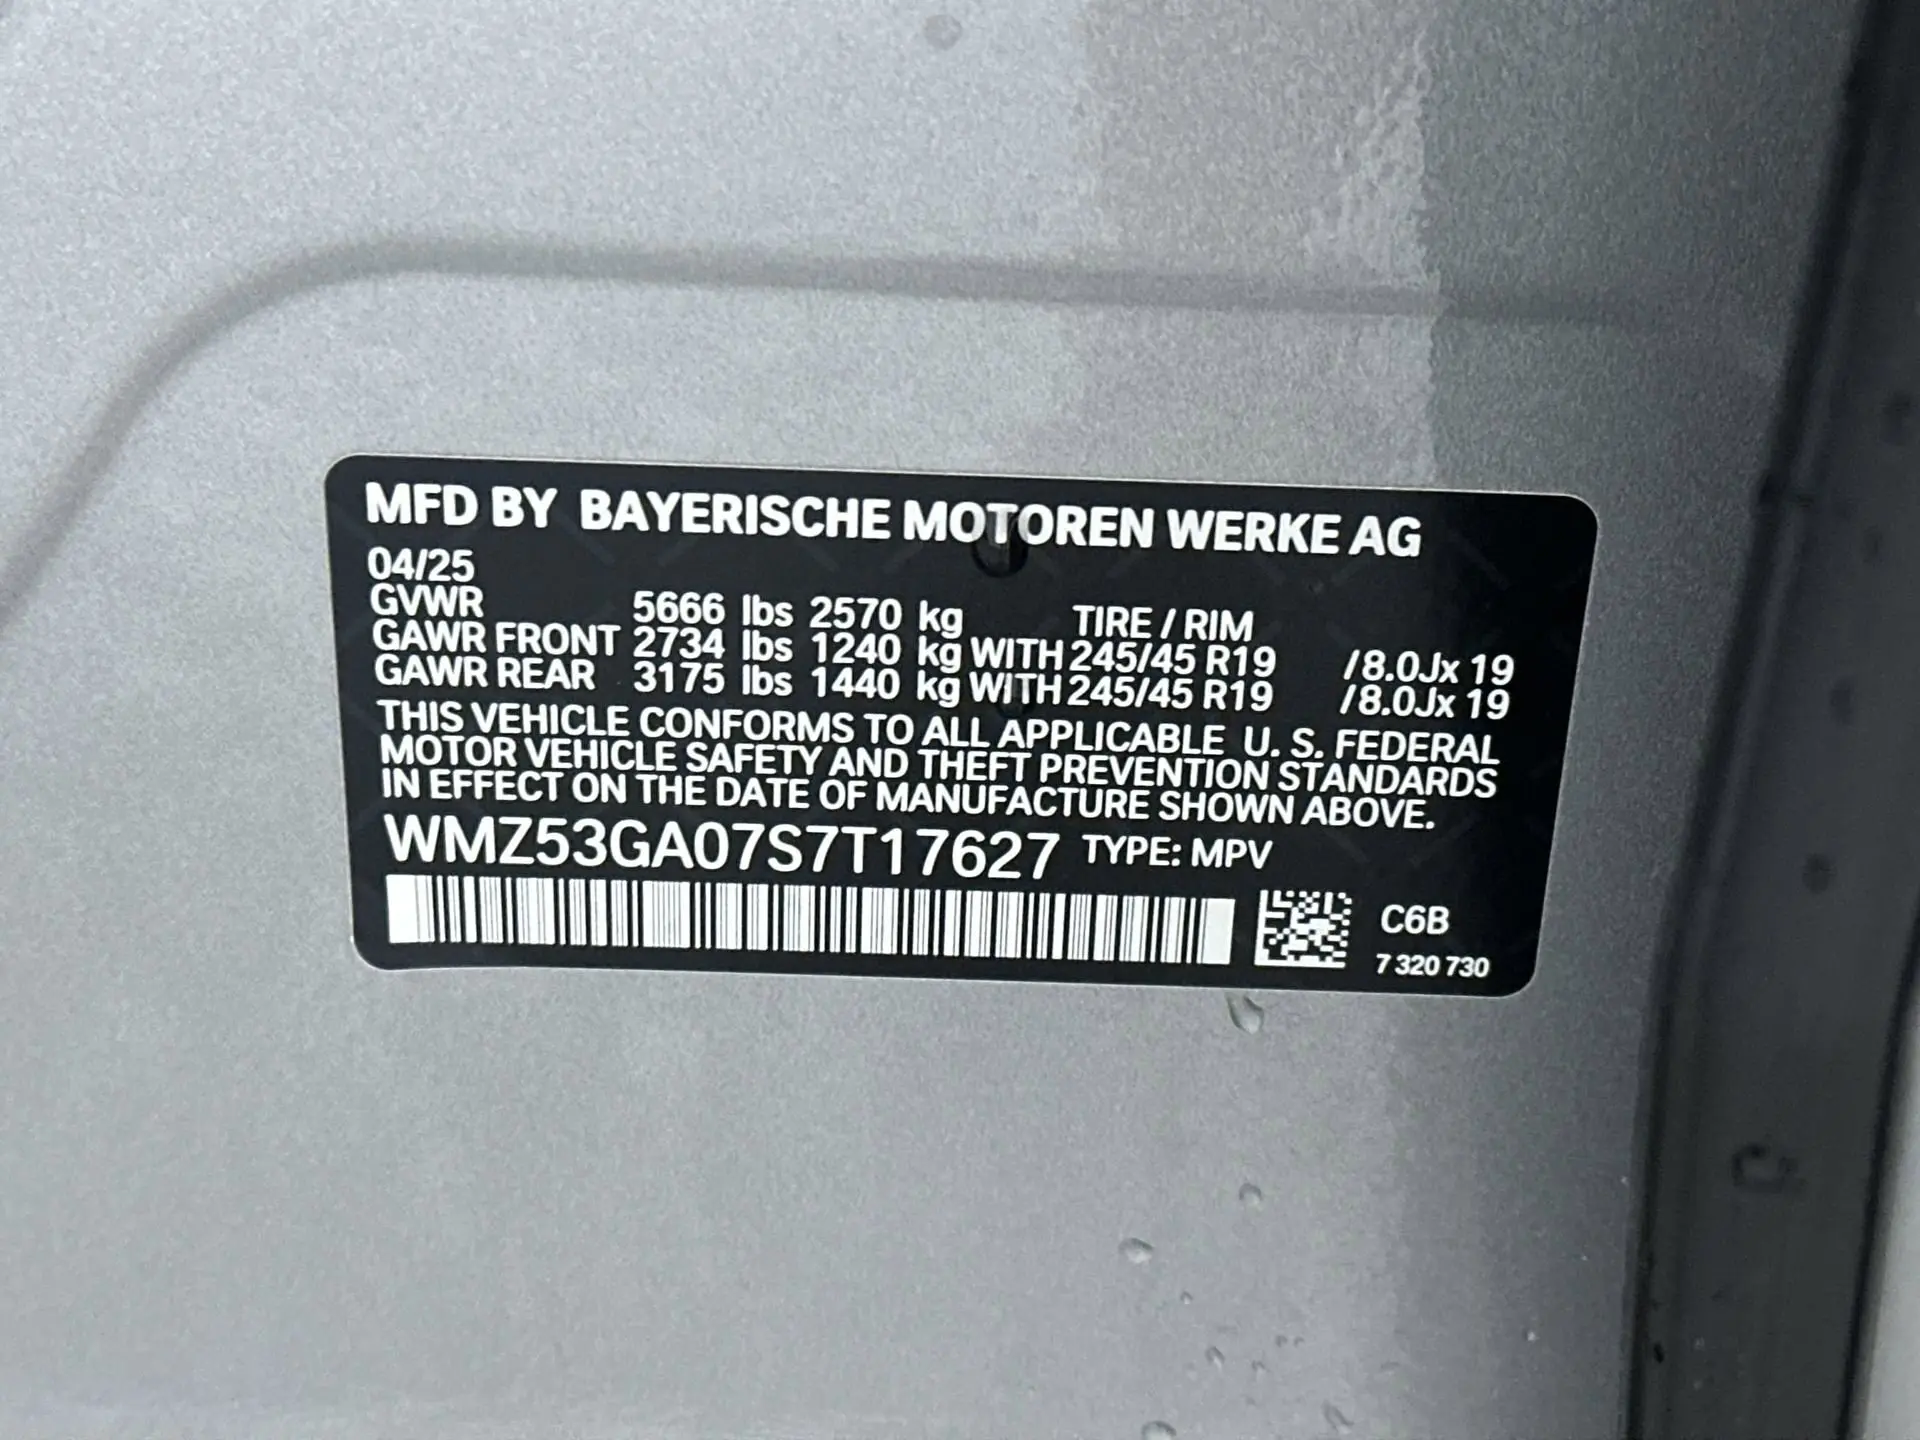 MFD BY BAYERISCHE MOTOREN WERKE AG
04/25
GVWR 5666 lbs 2570 kg TIRE / RIM
GAWR FRONT 2734 lbs 1240 kg WITH 245/45 R19 /8.0Jx 19
GAWR REAR 3175 lbs 1440 kg WITH 245/45 R19 /8.0Jx 19
THIS VEHICLE CONFORMS TO ALL APPLICABLE U. S. FEDERAL
MOTOR VEHICLE SAFETY AND THEFT PREVENTION STANDARDS
IN EFFECT ON THE DATE OF MANUFACTURE SHOWN ABOVE.
WMZ53GA07S7T17627 TYPE: MPV
C6B
7 320 730